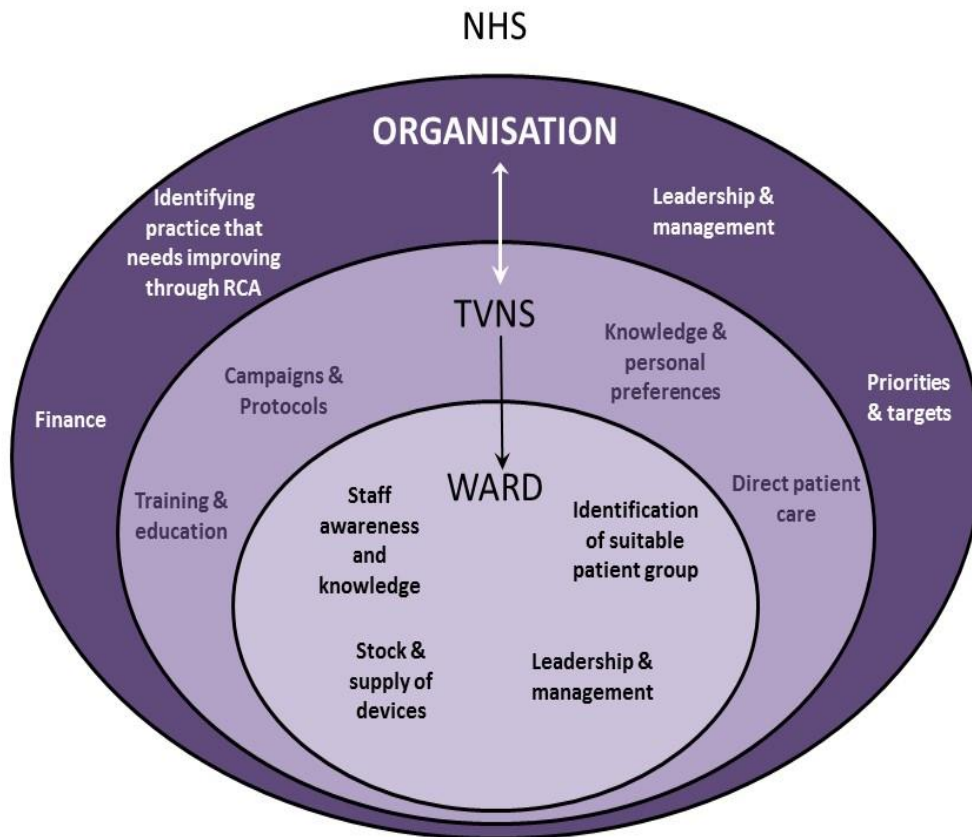 NHS
ORGANISATION
Identifying
practice that
needs improving
through RCA
Leadership &
management
Finance
Priorities
& targets
TVNS
Campaigns &
Protocols
Knowledge &
personal
preferences
Training &
education
Direct patient
care
WARD
Staff
awareness
and
knowledge
Identification
of suitable
patient group
Stock &
supply of
devices
Leadership &
management